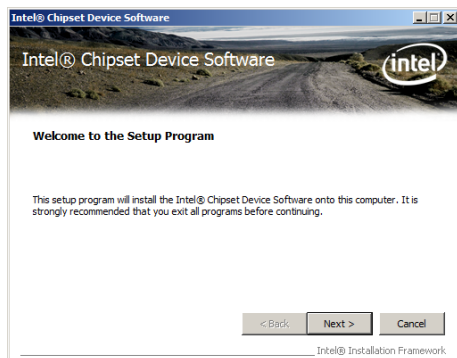 Intel® Chipset Device Software
Intel® Chipset Device Software
intel
Welcome to the Setup Program
This setup program will install the Intel® Chipset Device Software onto this computer. It is
strongly recommended that you exit all programs before continuing.
< Back Next > Cancel
Intel® Installation Framework